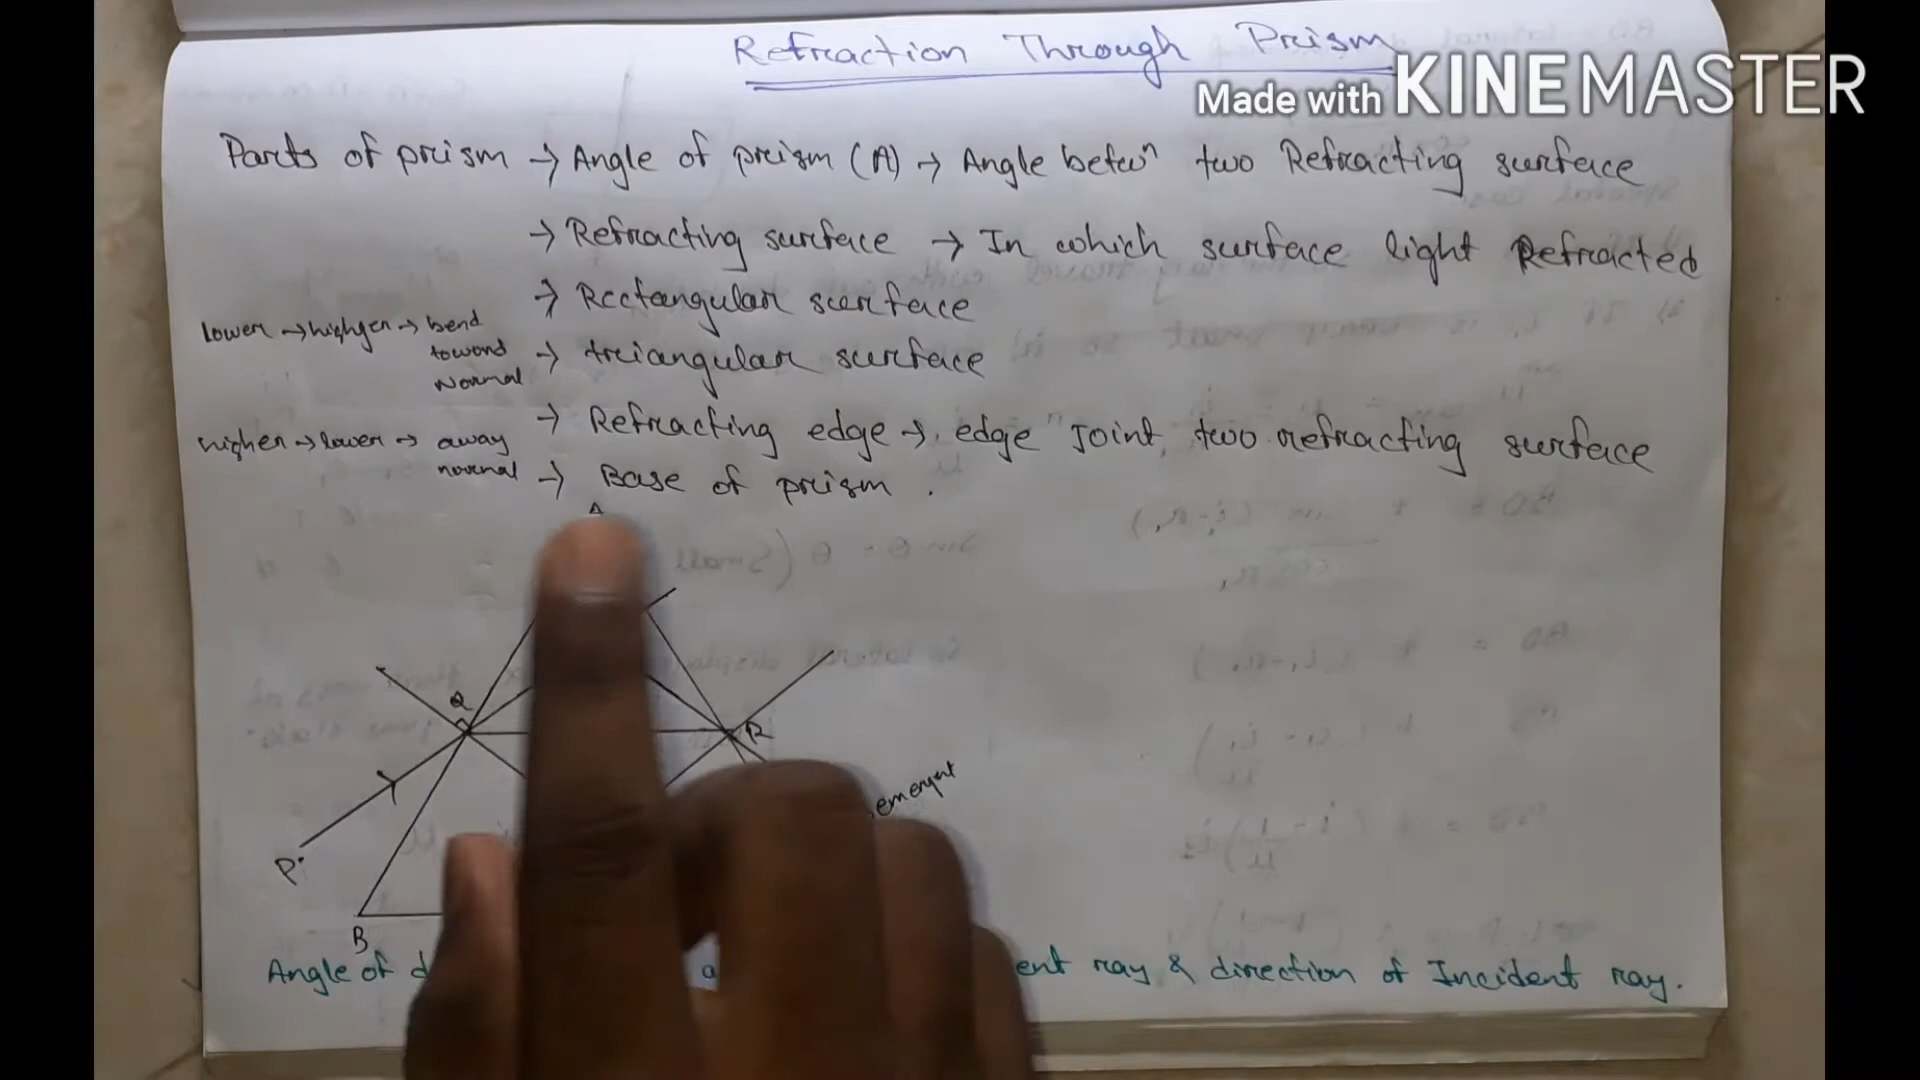 Refraction Through Prism
Made with KINEMASTER
Parts of prism → Angle of prism (A) → Angle betwn two Refracting surface
→ Refracting surface → In which surface light Refracted
→ Rectangular surface
lower → highger → bend toward Normal
→ triangular surface
→ Refracting edge → edge Joint two refracting surface
higher → lower → away normal
→ Base of prism .
A
Q
R
emergent
P
B
Angle of d
a
ent ray & direction of Incident ray.